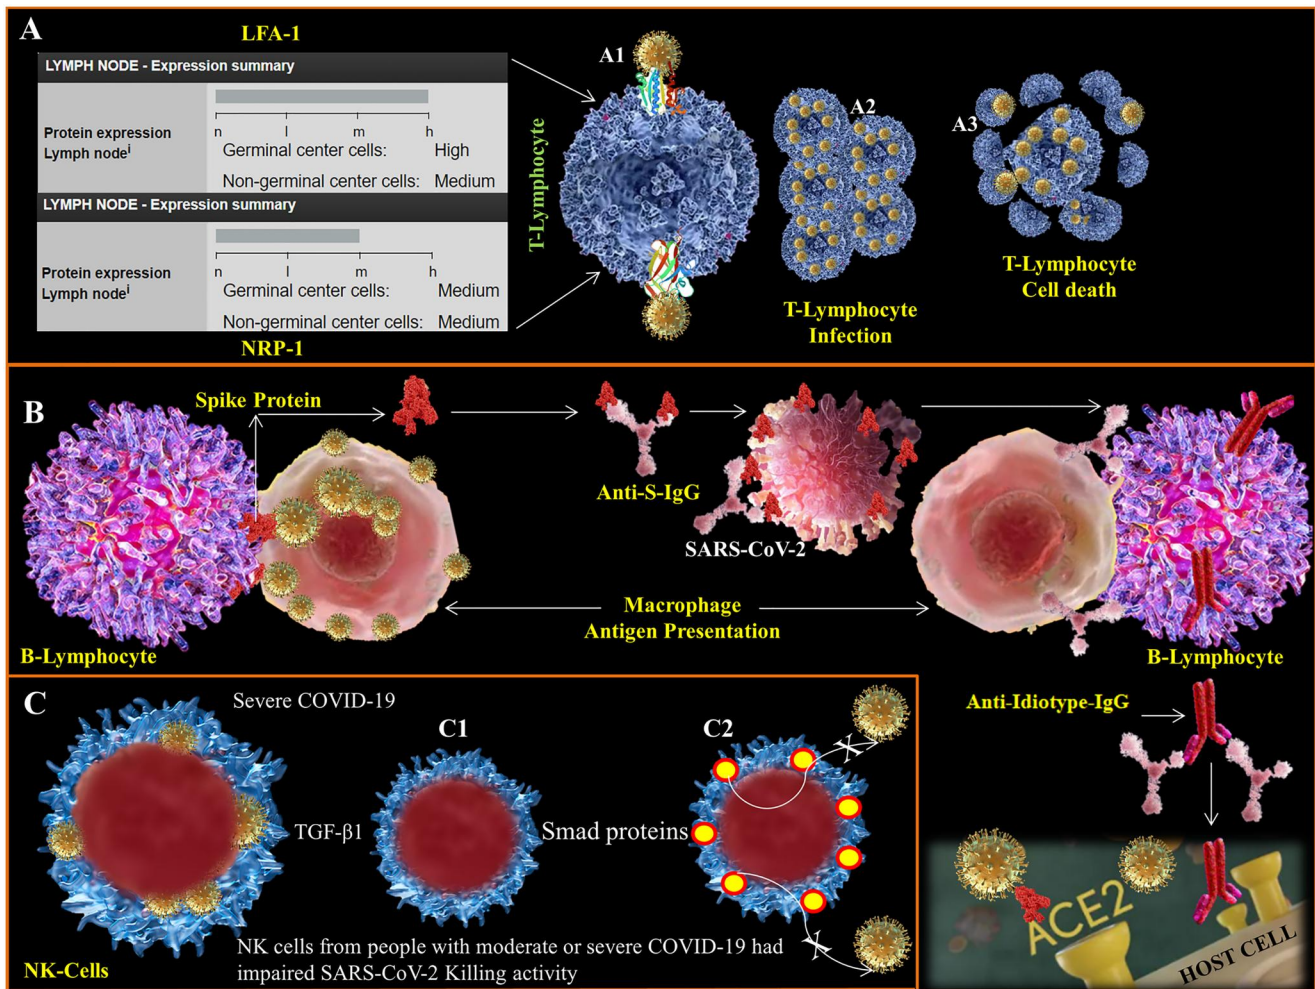 A
LFA-1
LYMPH NODE - Expression summary
Protein expression
Lymph nodeⁱ
n l m h
Germinal center cells: High
Non-germinal center cells: Medium
LYMPH NODE - Expression summary
Protein expression
Lymph nodeⁱ
n l m h
Germinal center cells: Medium
Non-germinal center cells: Medium
NRP-1
T-Lymphocyte
A1
A2
T-Lymphocyte
Infection
A3
T-Lymphocyte
Cell death
B
Spike Protein
Anti-S-IgG
SARS-CoV-2
Macrophage
Antigen Presentation
B-Lymphocyte
B-Lymphocyte
Anti-Idiotype-IgG
ACE2
HOST CELL
C
Severe COVID-19
C1
C2
X
TGF-β1
Smad proteins
X
NK cells from people with moderate or severe COVID-19 had
impaired SARS-CoV-2 Killing activity
NK-Cells